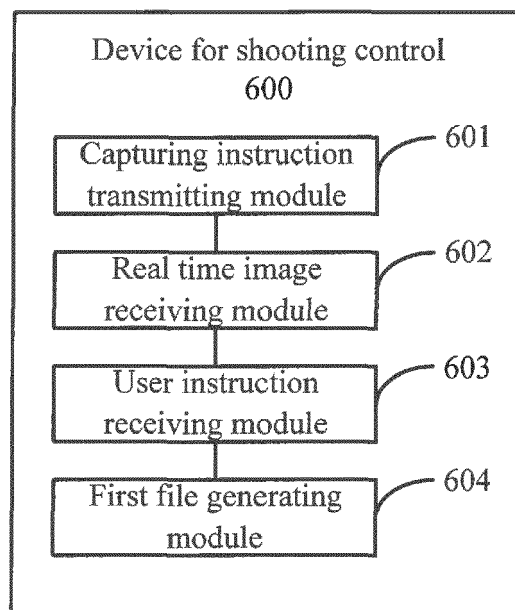 Device for shooting control
600
Capturing instruction
transmitting module
601
Real time image
receiving module
602
User instruction
receiving module
603
First file generating
module
604